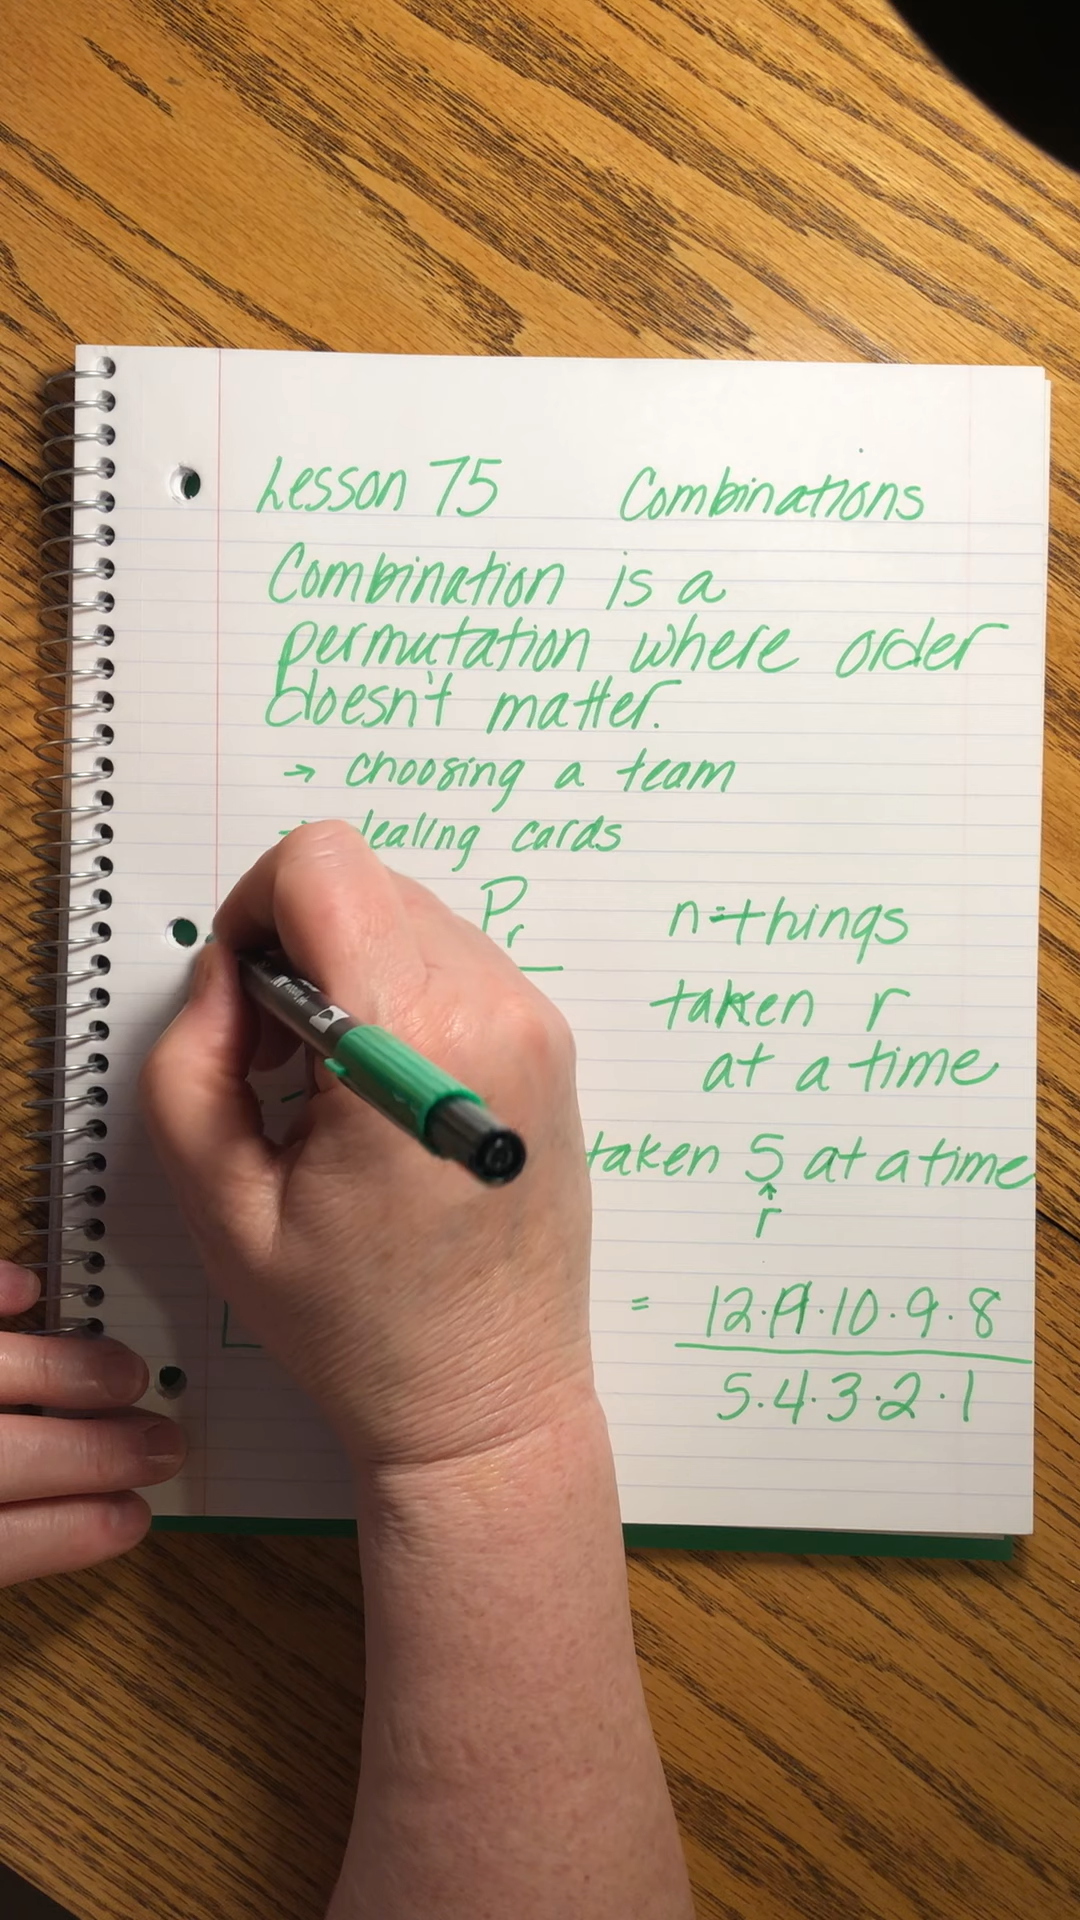 Lesson 75 Combinations
Combination is a
permutation where order
doesn't matter.
→ choosing a team
dealing cards
Pr n=things
taken r
at a time
taken 5 at a time
↑
r
= 12·11·10·9·8
5·4·3·2·1